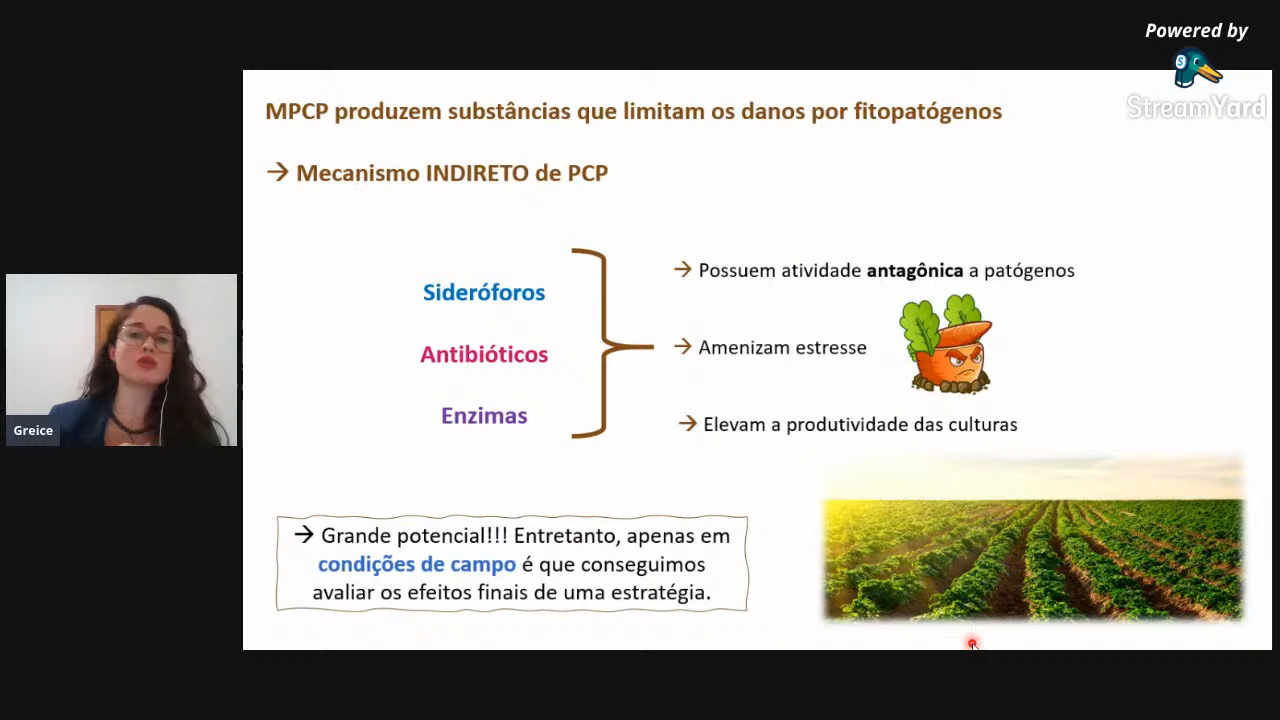 Powered by
StreamYard
MPCP produzem substâncias que limitam os danos por fitopatógenos
→ Mecanismo INDIRETO de PCP
Sideróforos
Antibióticos
Enzimas
→ Possuem atividade antagônica a patógenos
→ Amenizam estresse
→ Elevam a produtividade das culturas
→ Grande potencial!!! Entretanto, apenas em
condições de campo é que conseguimos
avaliar os efeitos finais de uma estratégia.
Greice